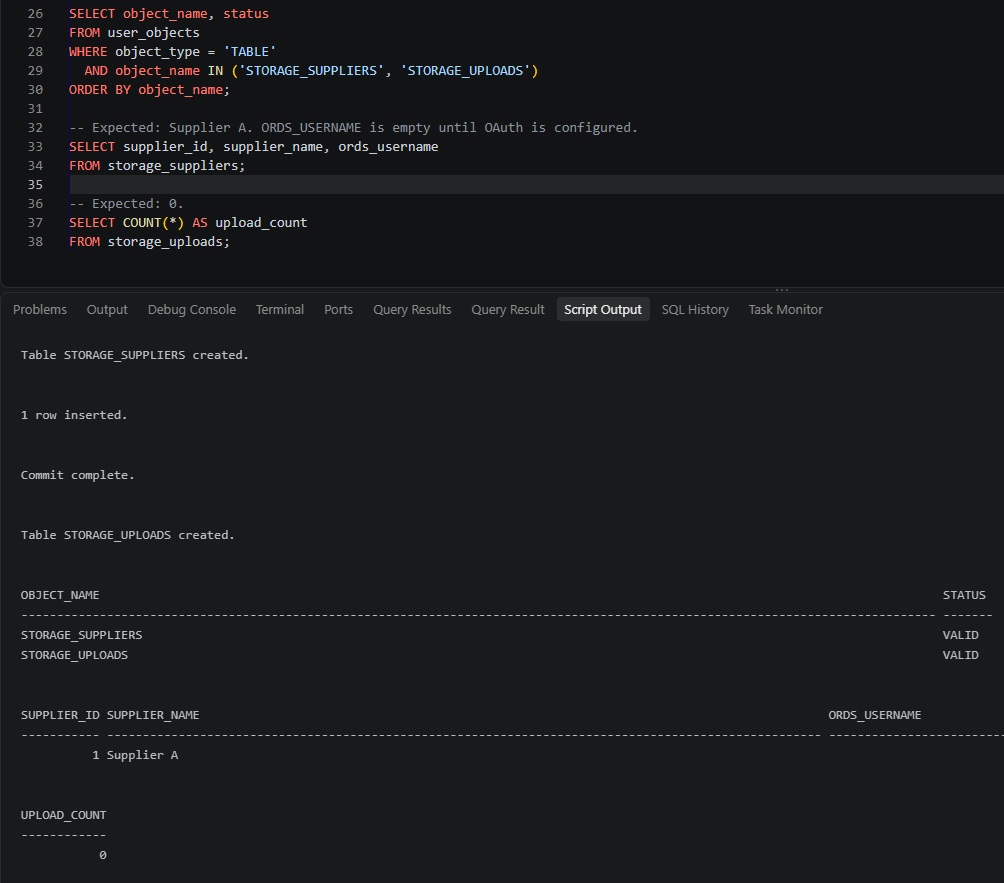 26 SELECT object_name, status
27 FROM user_objects
28 WHERE object_type = 'TABLE'
29   AND object_name IN ('STORAGE_SUPPLIERS', 'STORAGE_UPLOADS')
30 ORDER BY object_name;
31
32 -- Expected: Supplier A. ORDS_USERNAME is empty until OAuth is configured.
33 SELECT supplier_id, supplier_name, ords_username
34 FROM storage_suppliers;
35
36 -- Expected: 0.
37 SELECT COUNT(*) AS upload_count
38 FROM storage_uploads;
Problems Output Debug Console Terminal Ports Query Results Query Result Script Output SQL History Task Monitor
Table STORAGE_SUPPLIERS created.
1 row inserted.
Commit complete.
Table STORAGE_UPLOADS created.
OBJECT_NAME STATUS
STORAGE_SUPPLIERS VALID
STORAGE_UPLOADS VALID
SUPPLIER_ID SUPPLIER_NAME ORDS_USERNAME
1 Supplier A
UPLOAD_COUNT
0